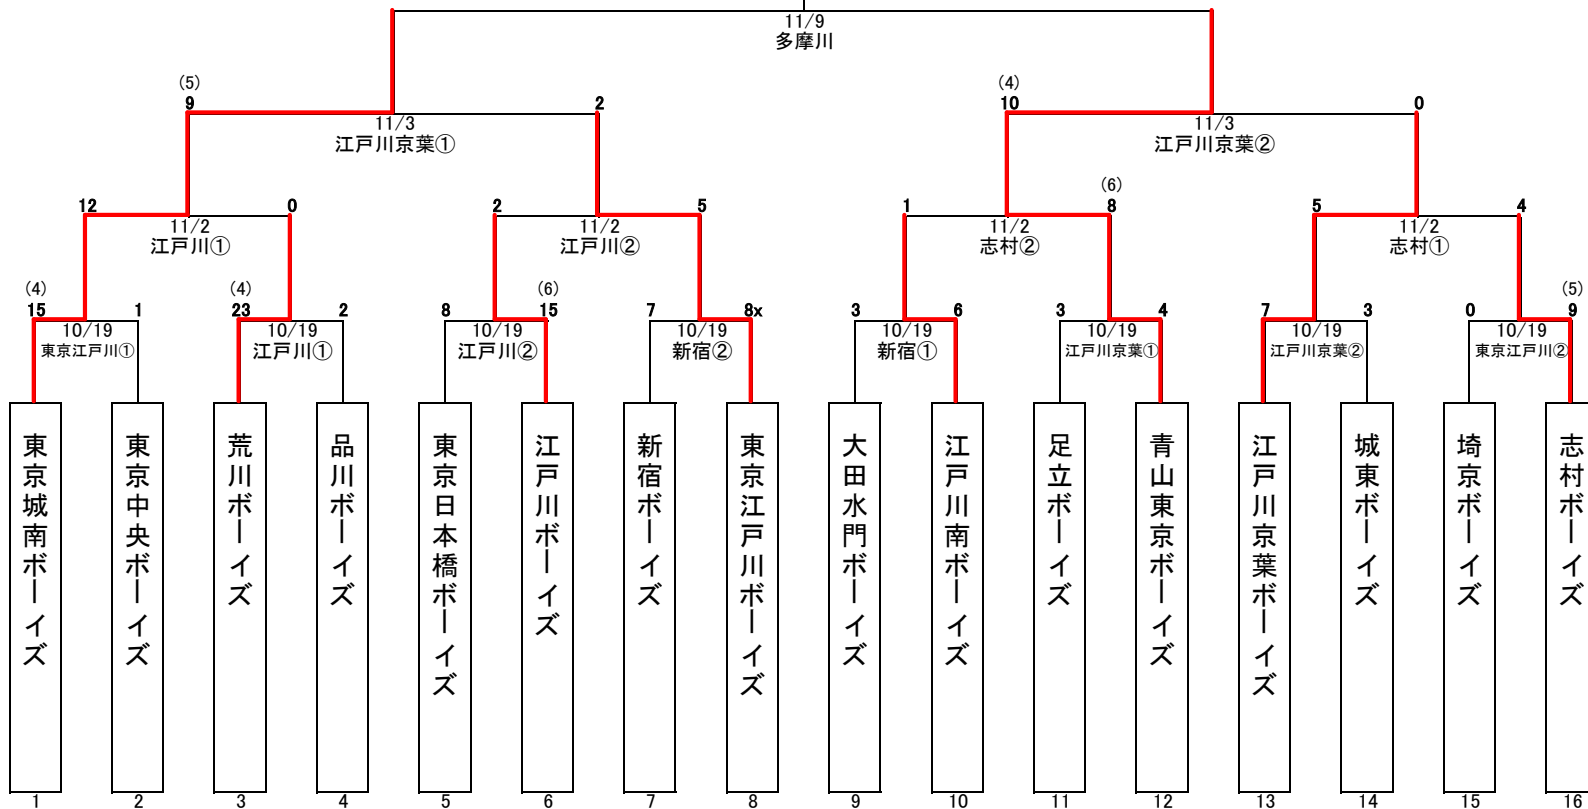 11/9
多摩川
(5)
(4)
9
2
10
0
11/3
11/3
江戸川京葉①
江戸川京葉②
(6)
12
0
2
5
1
8
5
4
11/2
11/2
11/2
11/2
江戸川①
江戸川②
志村②
志村①
(4)
(4)
(6)
(5)
15
1
23
2
8
15
7
8x
3
6
3
4
7
3
0
9
10/19
10/19
10/19
10/19
10/19
10/19
10/19
10/19
東京江戸川①
江戸川①
江戸川②
新宿②
新宿①
江戸川京葉①
江戸川京葉②
東京江戸川②
東京城南ボーイズ
東京中央ボーイズ
荒川ボーイズ
品川ボーイズ
東京日本橋ボーイズ
江戸川ボーイズ
新宿ボーイズ
東京江戸川ボーイズ
大田水門ボーイズ
江戸川南ボーイズ
足立ボーイズ
青山東京ボーイズ
江戸川京葉ボーイズ
城東ボーイズ
埼京ボーイズ
志村ボーイズ
1
2
3
4
5
6
7
8
9
10
11
12
13
14
15
16